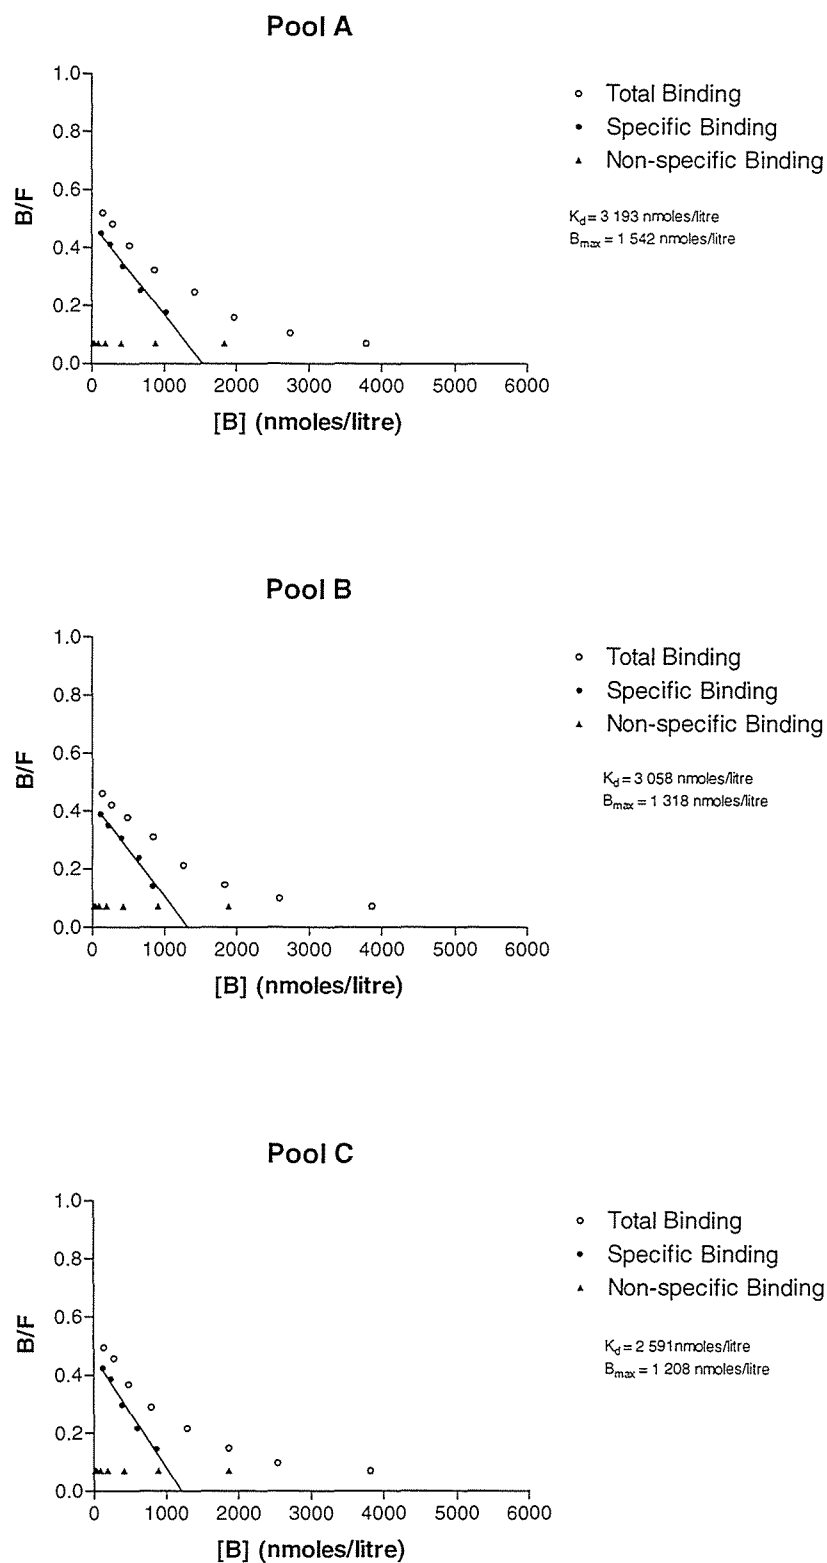 Pool A
1.0
0.8
0.6
0.4
0.2
0.0
B/F
0 1000 2000 3000 4000 5000 6000
[B] (nmoles/litre)
Total Binding
Specific Binding
Non-specific Binding
Kd = 3 193 nmoles/litre
Bmax = 1 542 nmoles/litre
Pool B
1.0
0.8
0.6
0.4
0.2
0.0
B/F
0 1000 2000 3000 4000 5000 6000
[B] (nmoles/litre)
Total Binding
Specific Binding
Non-specific Binding
Kd = 3 058 nmoles/litre
Bmax = 1 318 nmoles/litre
Pool C
1.0
0.8
0.6
0.4
0.2
0.0
B/F
0 1000 2000 3000 4000 5000 6000
[B] (nmoles/litre)
Total Binding
Specific Binding
Non-specific Binding
Kd = 2 591 nmoles/litre
Bmax = 1 208 nmoles/litre